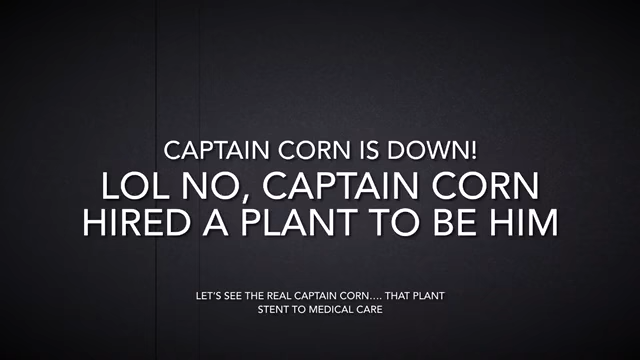 CAPTAIN CORN IS DOWN!
LOL NO, CAPTAIN CORN
HIRED A PLANT TO BE HIM
LET'S SEE THE REAL CAPTAIN CORN.... THAT PLANT
STENT TO MEDICAL CARE